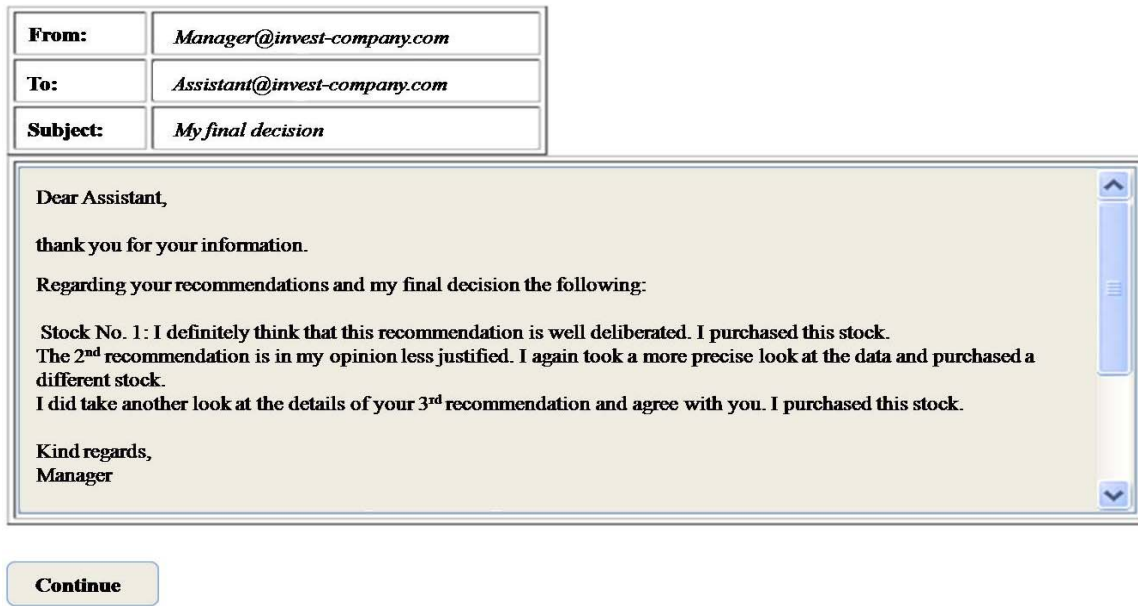 From: Manager@invest-company.com
To: Assistant@invest-company.com
Subject: My final decision
Dear Assistant,
thank you for your information.
Regarding your recommendations and my final decision the following:
Stock No. 1: I definitely think that this recommendation is well deliberated. I purchased this stock.
The 2nd recommendation is in my opinion less justified. I again took a more precise look at the data and purchased a
different stock.
I did take another look at the details of your 3rd recommendation and agree with you. I purchased this stock.
Kind regards,
Manager
Continue